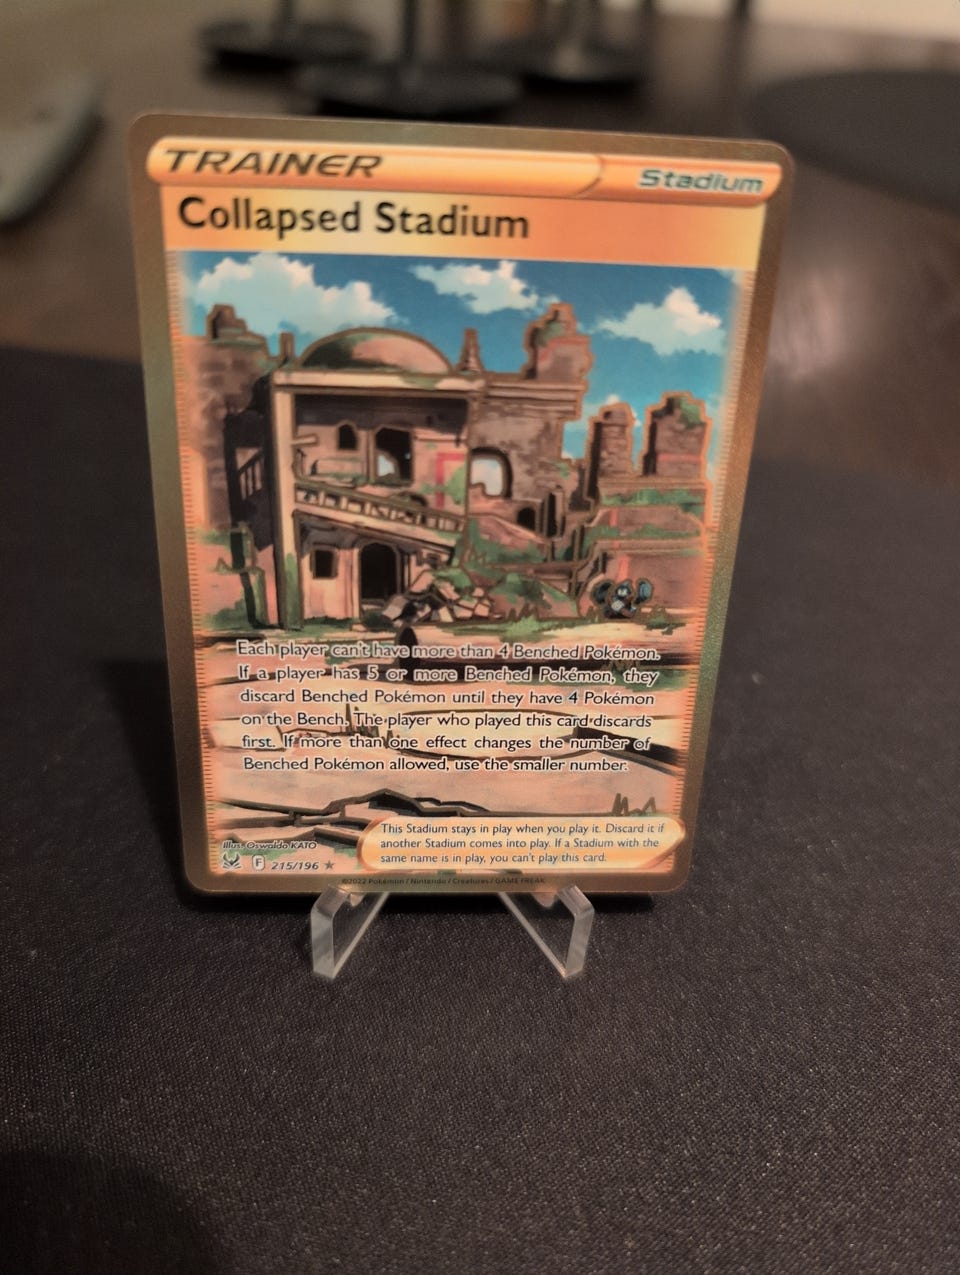 TRAINER
Stadium
Collapsed Stadium
Each player can't have more than 4 Benched Pokémon.
If a player has 5 or more Benched Pokémon, they
discard Benched Pokémon until they have 4 Pokémon
on the Bench. The player who played this card discards
first. If more than one effect changes the number of
Benched Pokémon allowed, use the smaller number.
This Stadium stays in play when you play it. Discard it if
another Stadium comes into play. If a Stadium with the
same name is in play, you can't play this card.
Illus. Oswaldo KATO
F 215/196 ★
©2022 Pokémon / Nintendo / Creatures / GAME FREAK